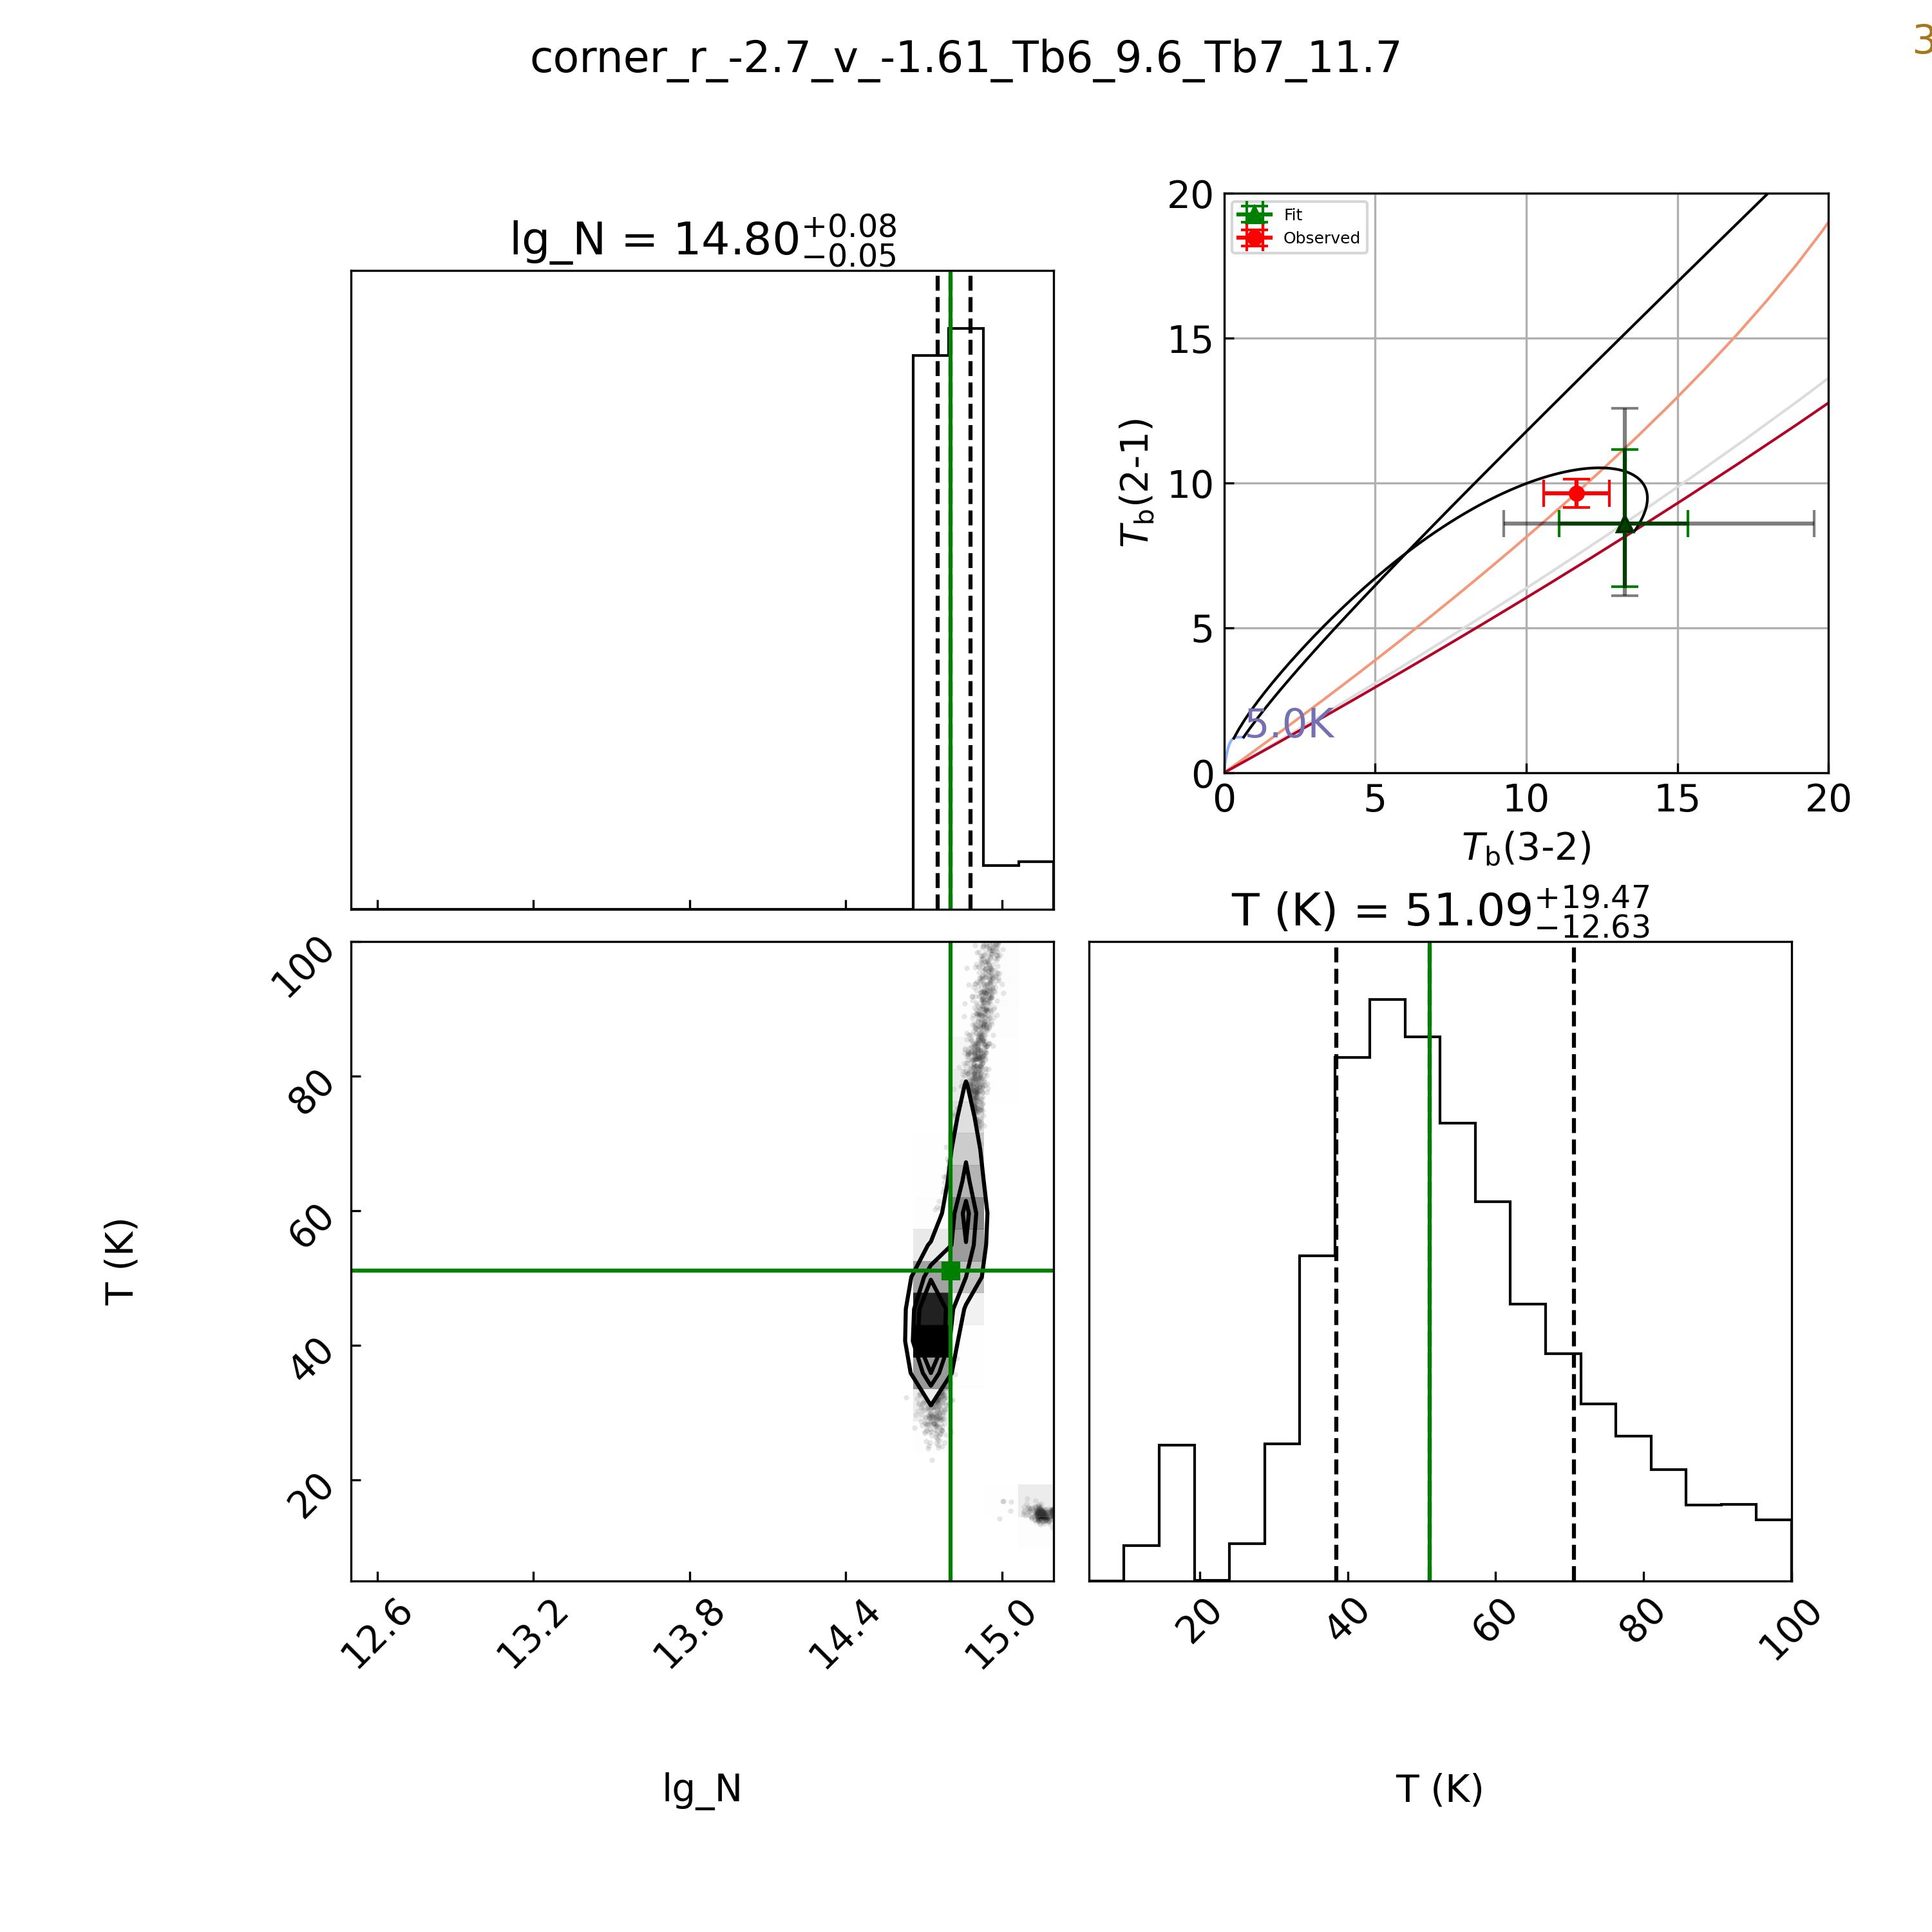 corner_r_-2.7_v_-1.61_Tb6_9.6_Tb7_11.7
3
lg_N = 14.80+0.08−0.05
20
15
10
5
0
Fit
Observed
5.0K
Tb(2-1)
0 5 10 15 20
Tb(3-2)
T (K) = 51.09+19.47−12.63
100
80
60
40
20
T (K)
12.6 13.2 13.8 14.4 15.0
20 40 60 80 100
lg_N
T (K)